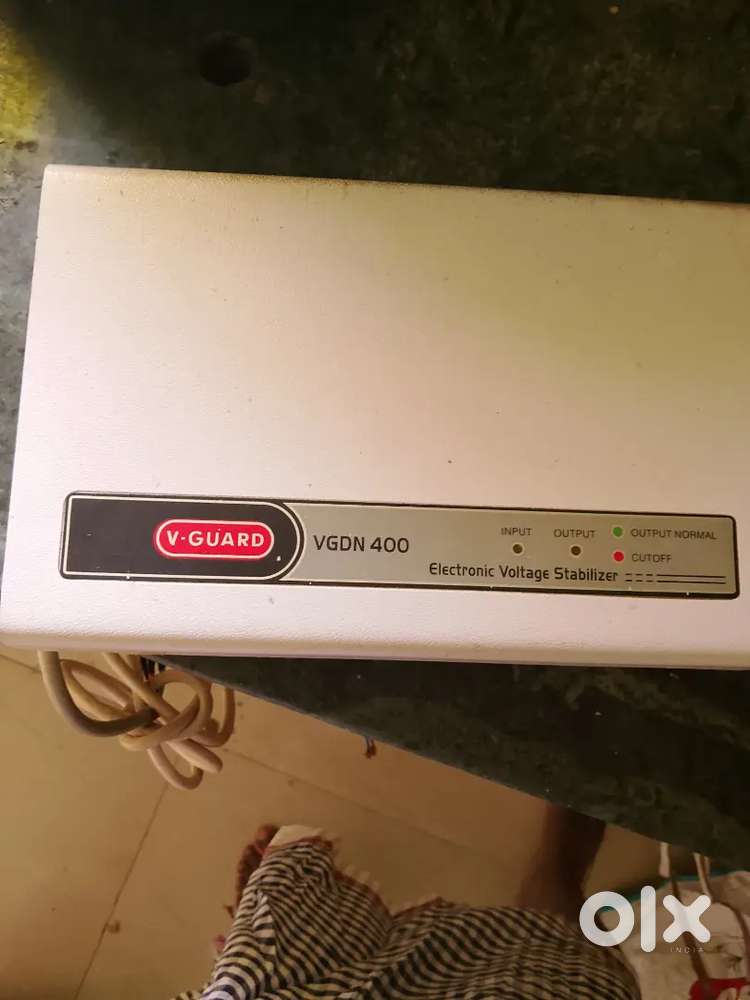 V-GUARD
VGDN 400
INPUT
OUTPUT
OUTPUT NORMAL
CUTOFF
Electronic Voltage Stabilizer
olx
INDIA